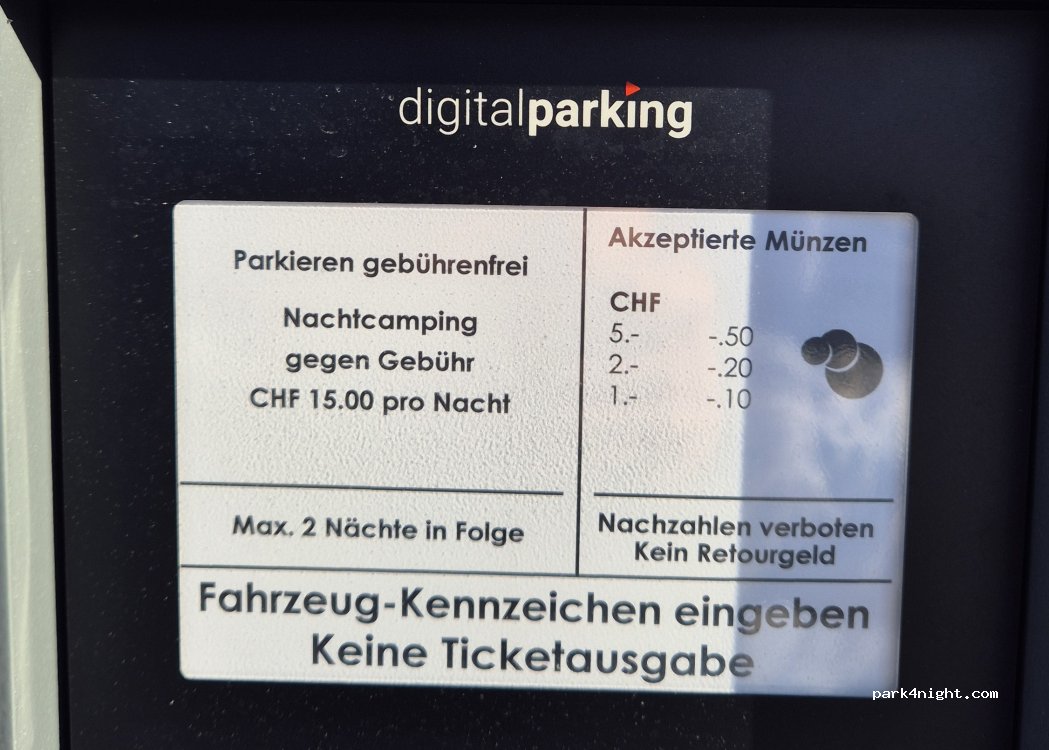 digitalparking
Parkieren gebührenfrei
Nachtcamping
gegen Gebühr
CHF 15.00 pro Nacht
Max. 2 Nächte in Folge
Akzeptierte Münzen
CHF
5.- -.50
2.- -.20
1.- -.10
Nachzahlen verboten
Kein Retourgeld
Fahrzeug-Kennzeichen eingeben
Keine Ticketausgabe
park4night.com